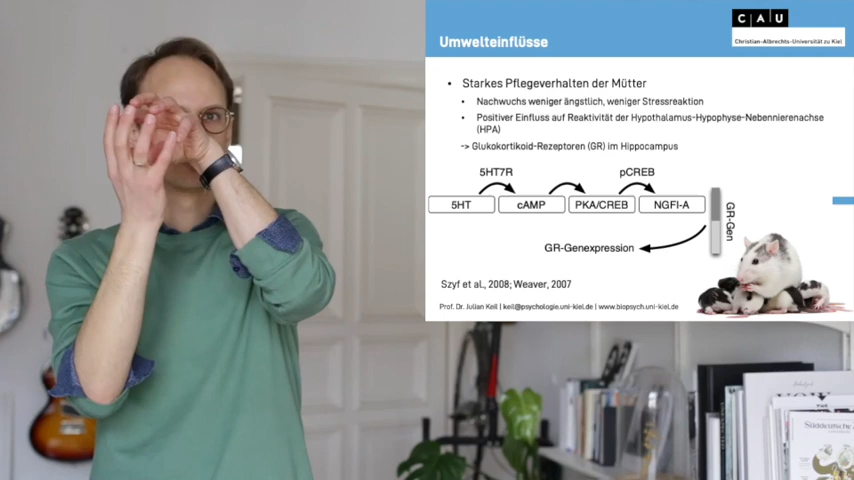 C A U
Christian-Albrechts-Universität zu Kiel
Umwelteinflüsse
• Starkes Pflegeverhalten der Mütter
• Nachwuchs weniger ängstlich, weniger Stressreaktion
• Positiver Einfluss auf Reaktivität der Hypothalamus-Hypophyse-Nebennierenachse
(HPA)
-> Glukokortikoid-Rezeptoren (GR) im Hippocampus
5HT7R
pCREB
5HT
cAMP
PKA/CREB
NGFI-A
GR-Gen
GR-Genexpression
Szyf et al., 2008; Weaver, 2007
Prof. Dr. Julian Keil | keil@psychologie.uni-kiel.de | www.biopsych.uni-kiel.de
Süddeutsche